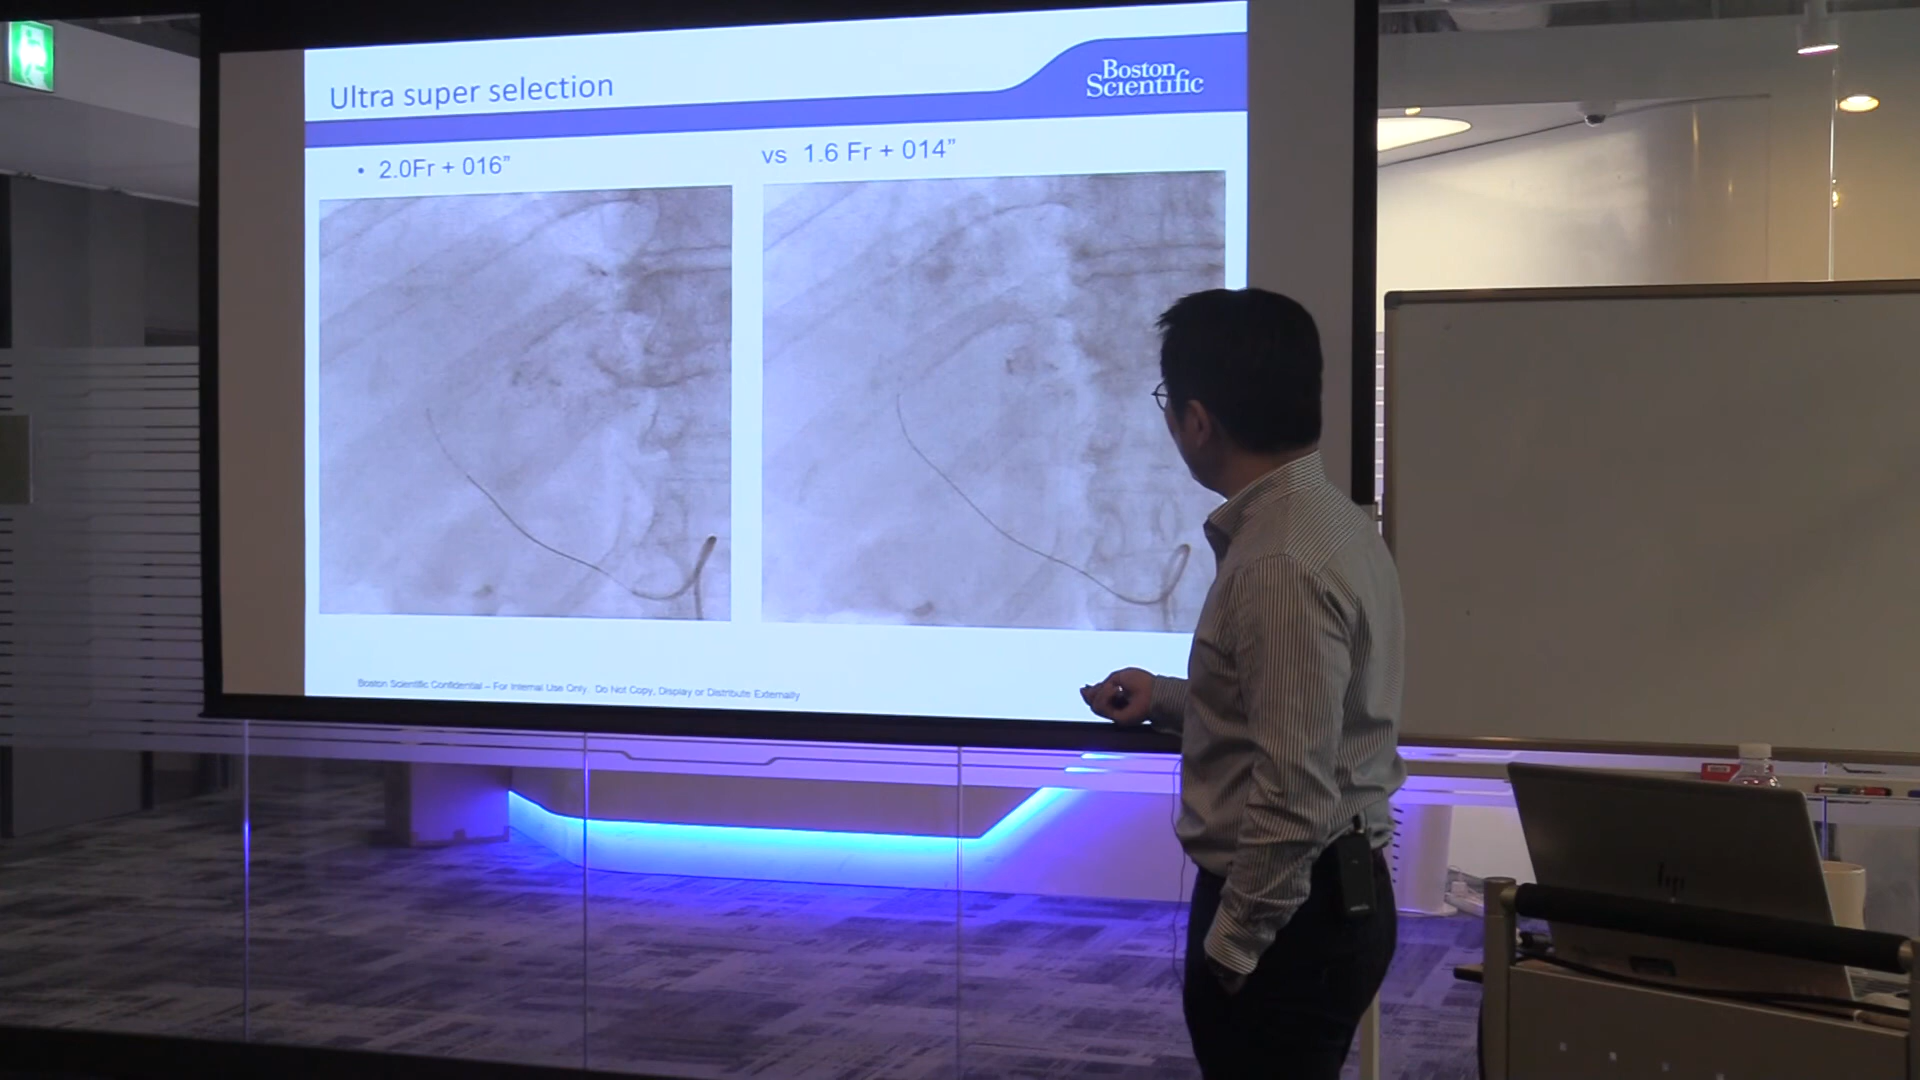 Ultra super selection
Boston
Scientific
• 2.0Fr + 016”
vs 1.6 Fr + 014”
Boston Scientific Confidential – For Internal Use Only. Do Not Copy, Display or Distribute Externally
hp